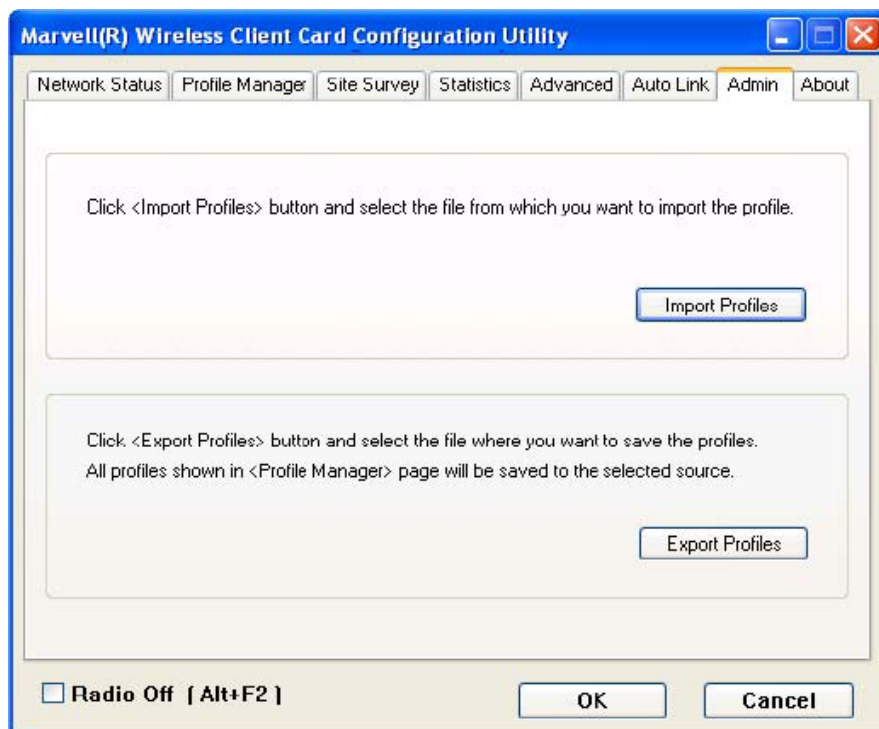 Marvell(R) Wireless Client Card Configuration Utility
Network Status Profile Manager Site Survey Statistics Advanced Auto Link Admin About
Click <Import Profiles> button and select the file from which you want to import the profile.
Import Profiles
Click <Export Profiles> button and select the file where you want to save the profiles.
All profiles shown in <Profile Manager> page will be saved to the selected source.
Export Profiles
Radio Off [ Alt+F2 ]
OK Cancel